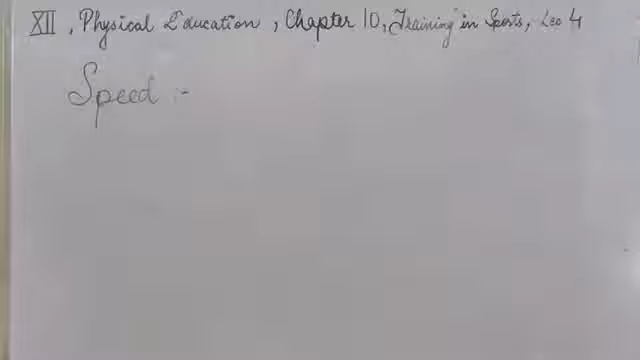 XII, Physical Education, Chapter 10, Training in Sports, Lec 4
Speed :-